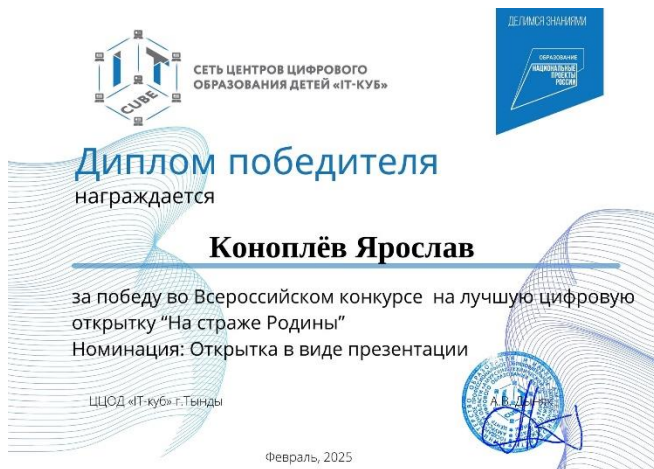 ДЕЛИМСЯ ЗНАНИЯМИ
ОБРАЗОВАНИЕ
НАЦИОНАЛЬНЫЕ
ПРОЕКТЫ
РОССИИ
IT
CUBE
СЕТЬ ЦЕНТРОВ ЦИФРОВОГО
ОБРАЗОВАНИЯ ДЕТЕЙ «IT-КУБ»
Диплом победителя
награждается
Коноплёв Ярослав
за победу во Всероссийском конкурсе на лучшую цифровую
открытку “На страже Родины”
Номинация: Открытка в виде презентации
ЦЦОД «IT-куб» г.Тынды
А.В.
Февраль, 2025